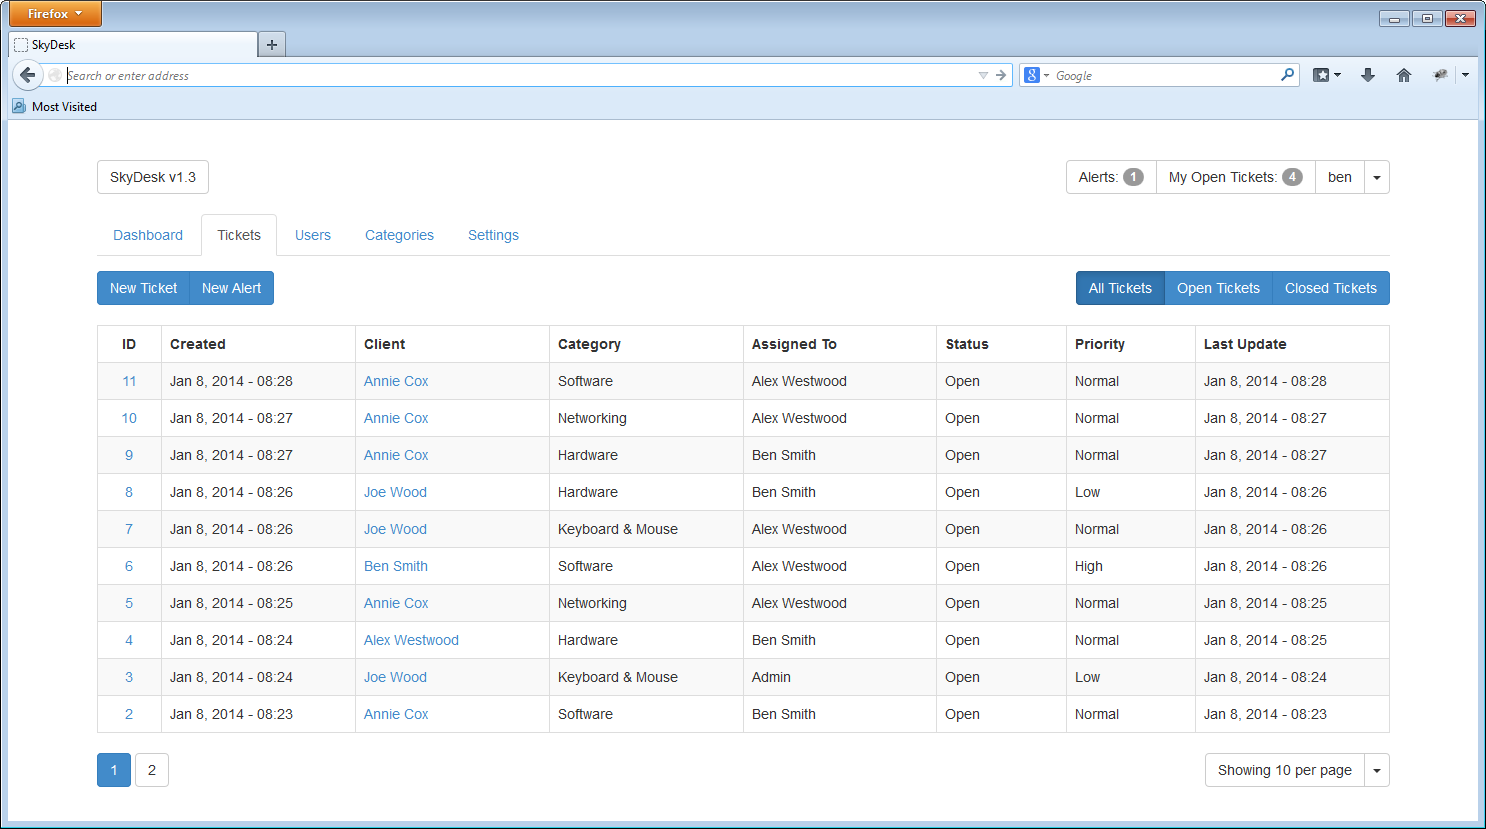 Firefox
SkyDesk
Search or enter address
8 Google
Most Visited
SkyDesk v1.3 Alerts: 1 My Open Tickets: 4 ben
Dashboard Tickets Users Categories Settings
New Ticket New Alert All Tickets Open Tickets Closed Tickets
ID Created Client Category Assigned To Status Priority Last Update
11 Jan 8, 2014 - 08:28 Annie Cox Software Alex Westwood Open Normal Jan 8, 2014 - 08:28
10 Jan 8, 2014 - 08:27 Annie Cox Networking Alex Westwood Open Normal Jan 8, 2014 - 08:27
9 Jan 8, 2014 - 08:27 Annie Cox Hardware Ben Smith Open Normal Jan 8, 2014 - 08:27
8 Jan 8, 2014 - 08:26 Joe Wood Hardware Ben Smith Open Low Jan 8, 2014 - 08:26
7 Jan 8, 2014 - 08:26 Joe Wood Keyboard & Mouse Alex Westwood Open Normal Jan 8, 2014 - 08:26
6 Jan 8, 2014 - 08:26 Ben Smith Software Alex Westwood Open High Jan 8, 2014 - 08:26
5 Jan 8, 2014 - 08:25 Annie Cox Networking Alex Westwood Open Normal Jan 8, 2014 - 08:25
4 Jan 8, 2014 - 08:24 Alex Westwood Hardware Ben Smith Open Normal Jan 8, 2014 - 08:25
3 Jan 8, 2014 - 08:24 Joe Wood Keyboard & Mouse Admin Open Low Jan 8, 2014 - 08:24
2 Jan 8, 2014 - 08:23 Annie Cox Software Ben Smith Open Normal Jan 8, 2014 - 08:23
1 2 Showing 10 per page